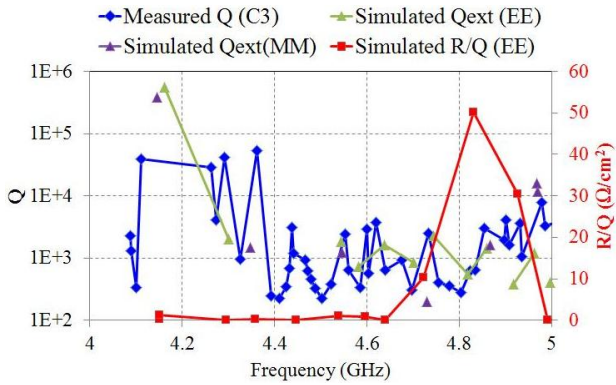 Measured Q (C3) Simulated Qext (EE)
Simulated Qext(MM) Simulated R/Q (EE)
1E+6
1E+5
1E+4
1E+3
1E+2
Q
60
50
40
30
20
10
0
R/Q (Ω/cm²)
4 4.2 4.4 4.6 4.8 5
Frequency (GHz)